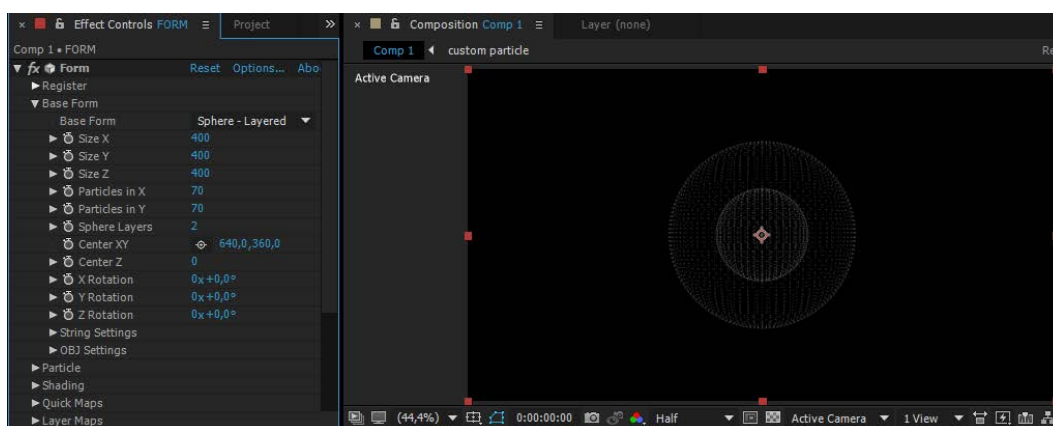 Effect Controls FORM
Project
Comp 1 • FORM
fx Form Reset Options... Abo
Register
Base Form
Base Form Sphere - Layered
Size X 400
Size Y 400
Size Z 400
Particles in X 70
Particles in Y 70
Sphere Layers 2
Center XY 640,0,360,0
Center Z 0
X Rotation 0x+0,0°
Y Rotation 0x+0,0°
Z Rotation 0x+0,0°
String Settings
OBJ Settings
Particle
Shading
Quick Maps
Layer Maps
Composition Comp 1
Layer (none)
Comp 1 custom particle Re
Active Camera
(44,4%) 0:00:00:00 Half Active Camera 1 View